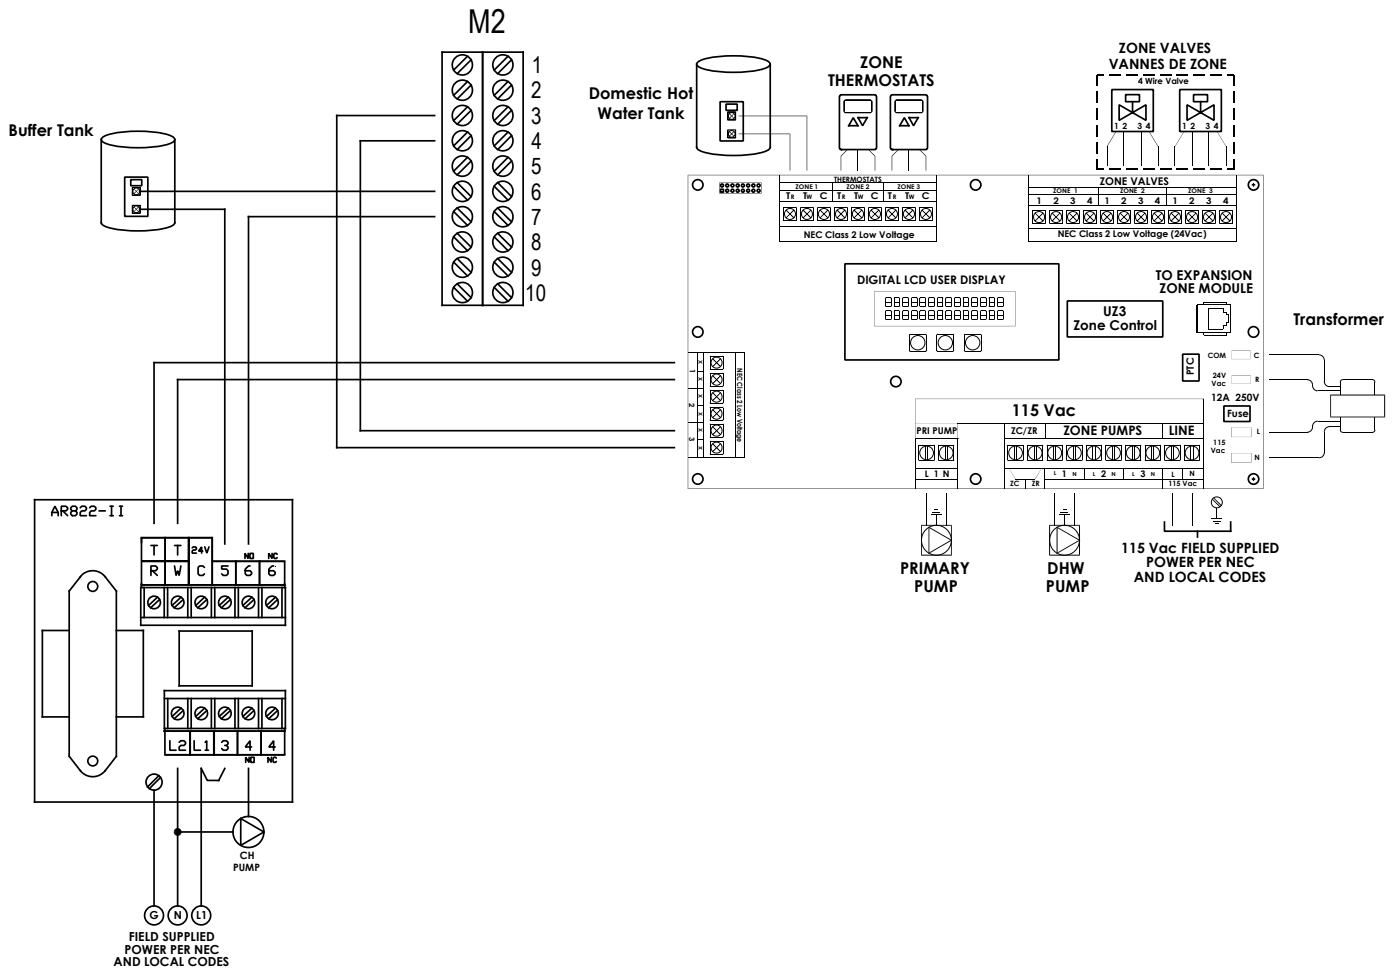 M2
1
2
3
4
5
6
7
8
9
10
Buffer Tank
Domestic Hot
Water Tank
ZONE
THERMOSTATS
ZONE VALVES
VANNES DE ZONE
4 Wire Valve
1 2 3 4
1 2 3 4
THERMOSTATS
ZONE 1 ZONE 2 ZONE 3
TR TW C TR TW C TR TW C
NEC Class 2 Low Voltage
ZONE VALVES
ZONE 1 ZONE 2 ZONE 3
1 2 3 4 1 2 3 4 1 2 3 4
NEC Class 2 Low Voltage (24Vac)
DIGITAL LCD USER DISPLAY
UZ3
Zone Control
TO EXPANSION
ZONE MODULE
Transformer
PTC
COM C
24V
Vac R
12A 250V
Fuse
L
115
Vac
N
X X X X X X
1 2 3
NEC Class 2 Low Voltage
115 Vac
PRI PUMP ZC/ZR ZONE PUMPS LINE
L 1 N
L 1 N L 2 N L 3 N L N
ZC ZR
115 Vac
PRIMARY
PUMP
DHW
PUMP
115 Vac FIELD SUPPLIED
POWER PER NEC
AND LOCAL CODES
AR822-II
T T 24V NO NC
R W C 5 6 6
L2 L1 3 4 4
NO NC
CH
PUMP
G N L1
FIELD SUPPLIED
POWER PER NEC
AND LOCAL CODES